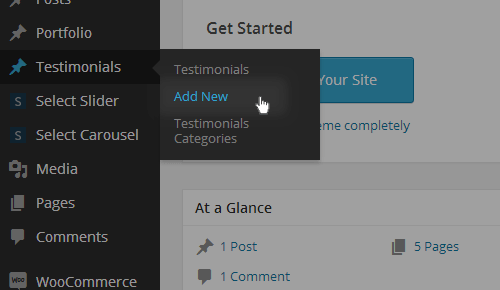 Posts
Portfolio
Testimonials
Select Slider
Select Carousel
Media
Pages
Comments
WooCommerce
Testimonials
Add New
Testimonials
Categories
Get Started
Your Site
eme completely
At a Glance
1 Post
5 Pages
1 Comment